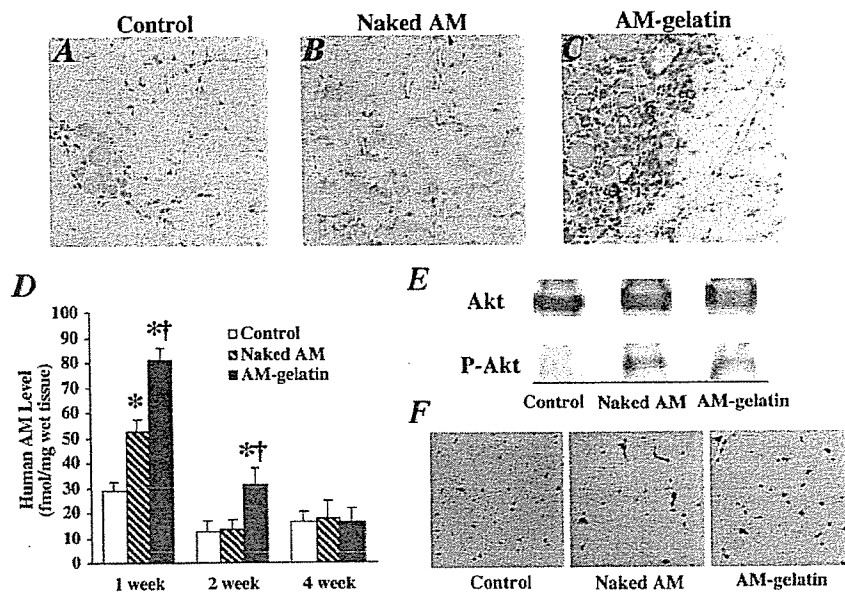 Control Naked AM AM-gelatin
A B C
D
100
90
80
70
60
50
40
30
20
10
0
Human AM Level
(fmol/mg wet tissue)
*
*†
*†
Control
Naked AM
AM-gelatin
1 week 2 week 4 week
E
Akt
P-Akt
Control Naked AM AM-gelatin
F
Control Naked AM AM-gelatin